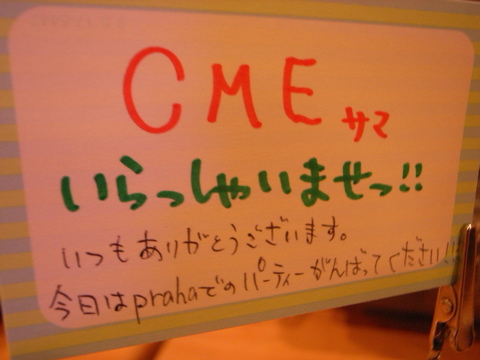 CME サマ
いらっしゃいませっ!!
いつもありがとうございます。
今日はprahaでのパーティーがんばってください!!